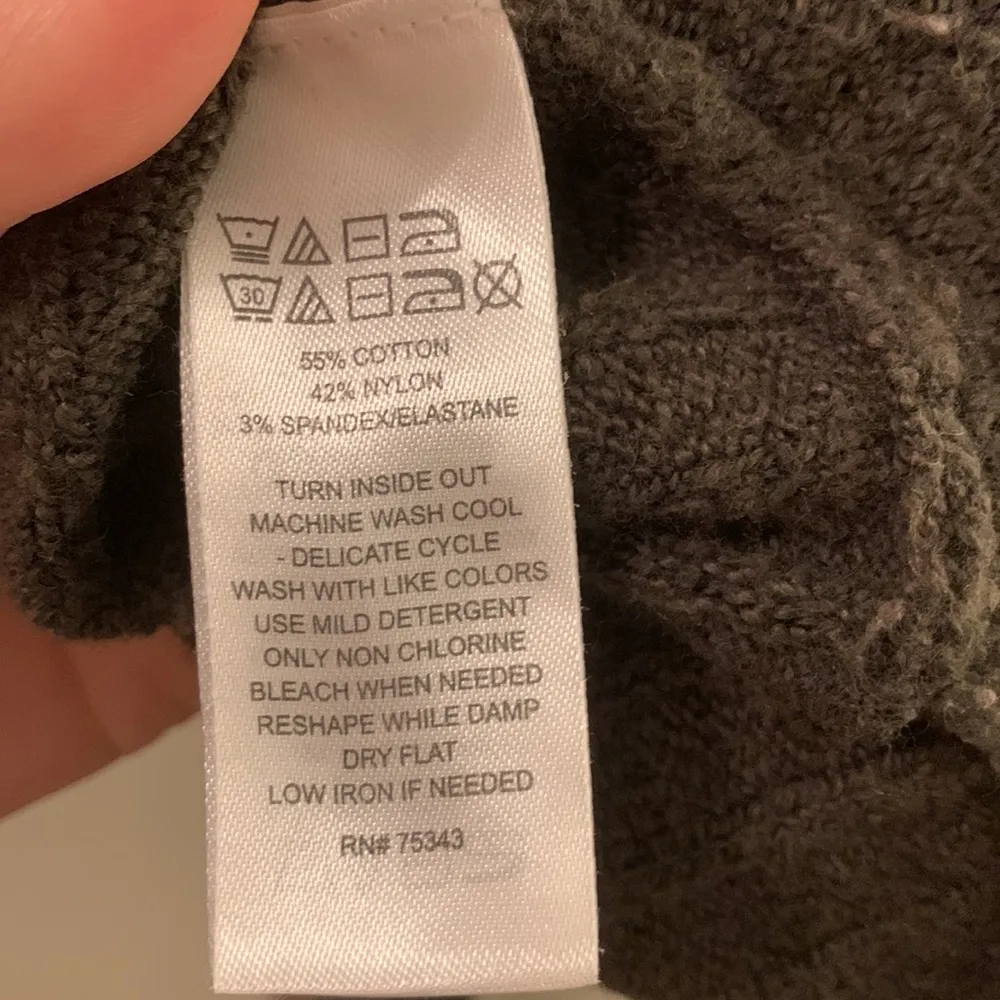 30
55% COTTON
42% NYLON
3% SPANDEX/ELASTANE
TURN INSIDE OUT
MACHINE WASH COOL
- DELICATE CYCLE
WASH WITH LIKE COLORS
USE MILD DETERGENT
ONLY NON CHLORINE
BLEACH WHEN NEEDED
RESHAPE WHILE DAMP
DRY FLAT
LOW IRON IF NEEDED
RN# 75343